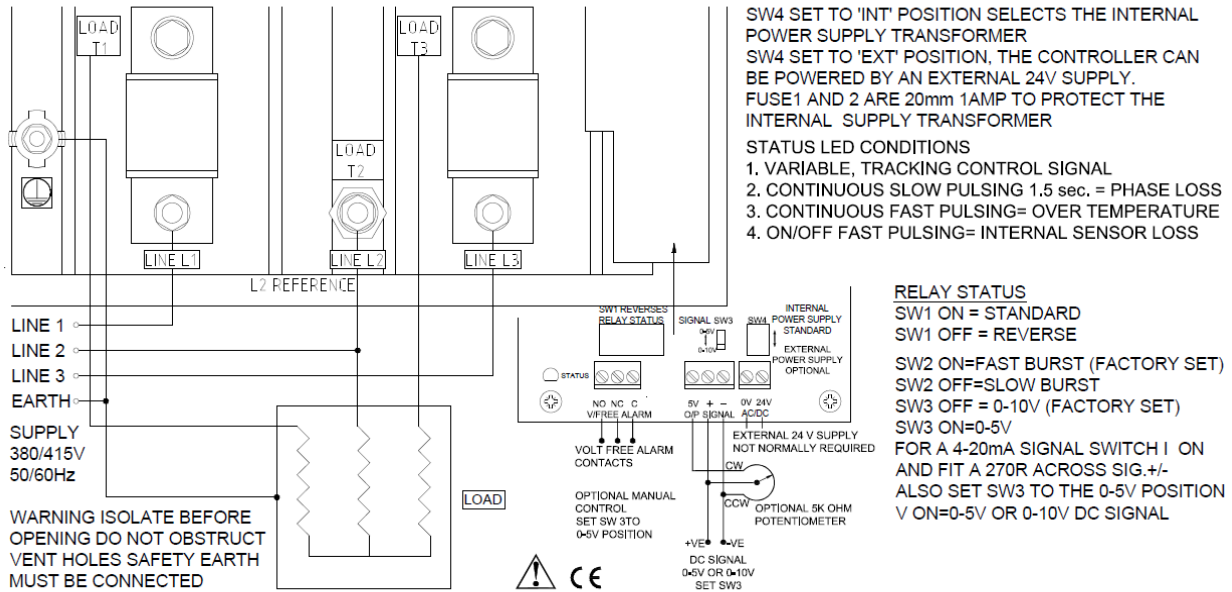 LOAD
T1
LOAD
T3
LOAD
T2
LINE L1
LINE L2
LINE L3
L2 REFERENCE
LINE 1
LINE 2
LINE 3
EARTH
SUPPLY
380/415V
50/60Hz
WARNING ISOLATE BEFORE
OPENING DO NOT OBSTRUCT
VENT HOLES SAFETY EARTH
MUST BE CONNECTED
LOAD
SW1 REVERSES
RELAY STATUS
SIGNAL SW3
0-5V
0-10V
SW4
INTERNAL
POWER SUPPLY
STANDARD
EXTERNAL
POWER SUPPLY
OPTIONAL
STATUS
NO NC C
V/FREE ALARM
5V + -
O/P SIGNAL
0V 24V
AC/DC
VOLT FREE ALARM
CONTACTS
EXTERNAL 24 V SUPPLY
NOT NORMALLY REQUIRED
CW
CCW
OPTIONAL 5K OHM
POTENTIOMETER
OPTIONAL MANUAL
CONTROL
SET SW 3TO
0-5V POSITION
+VE -VE
DC SIGNAL
0-5V OR 0-10V
SET SW3
CE
SW4 SET TO 'INT' POSITION SELECTS THE INTERNAL
POWER SUPPLY TRANSFORMER
SW4 SET TO 'EXT' POSITION, THE CONTROLLER CAN
BE POWERED BY AN EXTERNAL 24V SUPPLY.
FUSE1 AND 2 ARE 20mm 1AMP TO PROTECT THE
INTERNAL SUPPLY TRANSFORMER
STATUS LED CONDITIONS
1. VARIABLE, TRACKING CONTROL SIGNAL
2. CONTINUOUS SLOW PULSING 1.5 sec. = PHASE LOSS
3. CONTINUOUS FAST PULSING= OVER TEMPERATURE
4. ON/OFF FAST PULSING= INTERNAL SENSOR LOSS
RELAY STATUS
SW1 ON = STANDARD
SW1 OFF = REVERSE
SW2 ON=FAST BURST (FACTORY SET)
SW2 OFF=SLOW BURST
SW3 OFF = 0-10V (FACTORY SET)
SW3 ON=0-5V
FOR A 4-20mA SIGNAL SWITCH I ON
AND FIT A 270R ACROSS SIG.+/-
ALSO SET SW3 TO THE 0-5V POSITION
V ON=0-5V OR 0-10V DC SIGNAL